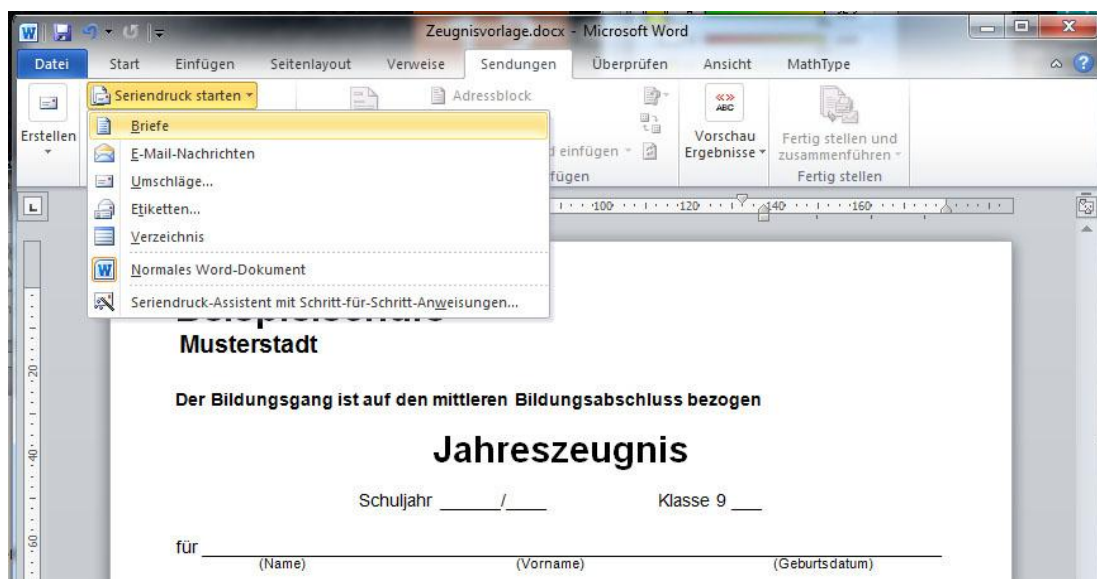 Zeugnisvorlage.docx - Microsoft Word
Datei Start Einfügen Seitenlayout Verweise Sendungen Überprüfen Ansicht MathType
Seriendruck starten
Adressblock
Erstellen
Briefe
E-Mail-Nachrichten
Umschläge...
Etiketten...
Verzeichnis
Normales Word-Dokument
Seriendruck-Assistent mit Schritt-für-Schritt-Anweisungen...
einfügen
ABC
Vorschau
Ergebnisse
Fertig stellen und
zusammenführen
Fertig stellen
100 120 140 160
20
40
60
Musterstadt
Der Bildungsgang ist auf den mittleren Bildungsabschluss bezogen
Jahreszeugnis
Schuljahr ______/____ Klasse 9 ___
für
(Name) (Vorname) (Geburtsdatum)